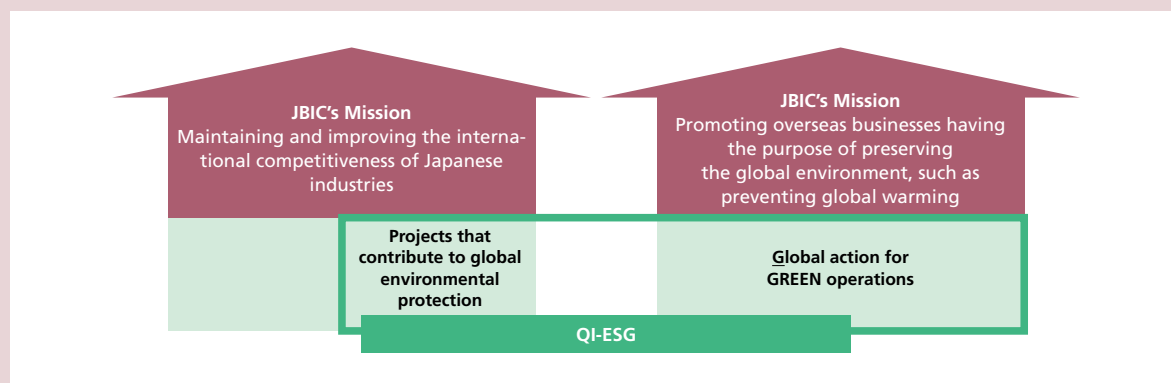 JBIC's Mission
Maintaining and improving the interna-
tional competitiveness of Japanese
industries
JBIC's Mission
Promoting overseas businesses having
the purpose of preserving
the global environment, such as
preventing global warming
Projects that
contribute to global
environmental
protection
Global action for
GREEN operations
QI-ESG